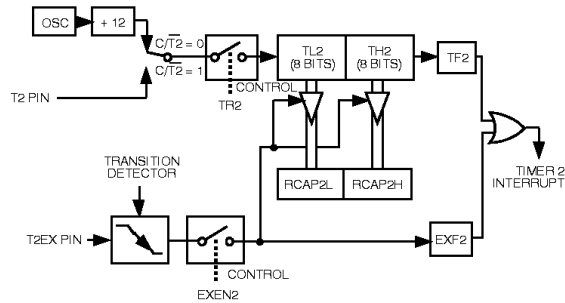 OSC
÷ 12
C/T2 = 0
C/T2 = 1
T2 PIN
TR2
CONTROL
TL2
(8 BITS)
TH2
(8 BITS)
TF2
RCAP2L
RCAP2H
TIMER 2
INTERRUPT
TRANSITION
DETECTOR
T2EX PIN
EXEN2
CONTROL
EXF2